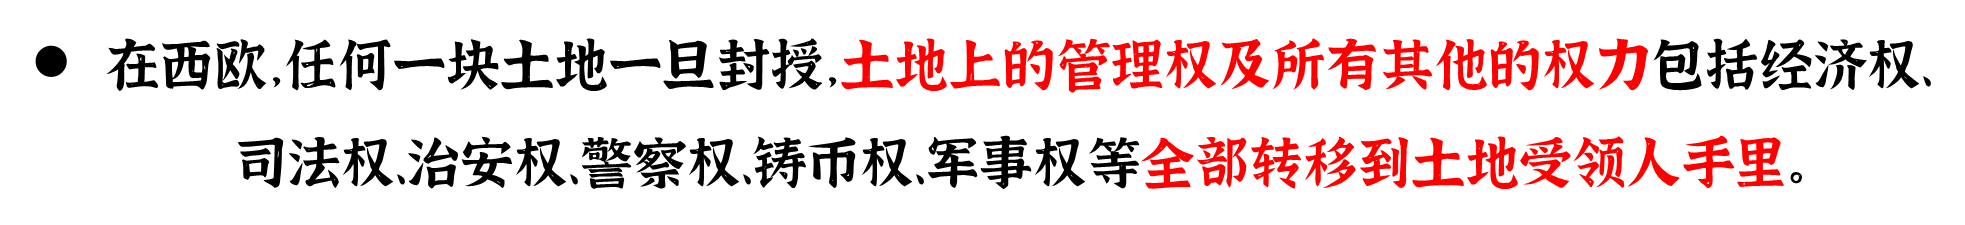 ● 在西欧,任何一块土地一旦封授,土地上的管理权及所有其他的权力包括经济权、
司法权、治安权、警察权、铸币权、军事权等全部转移到土地受领人手里。